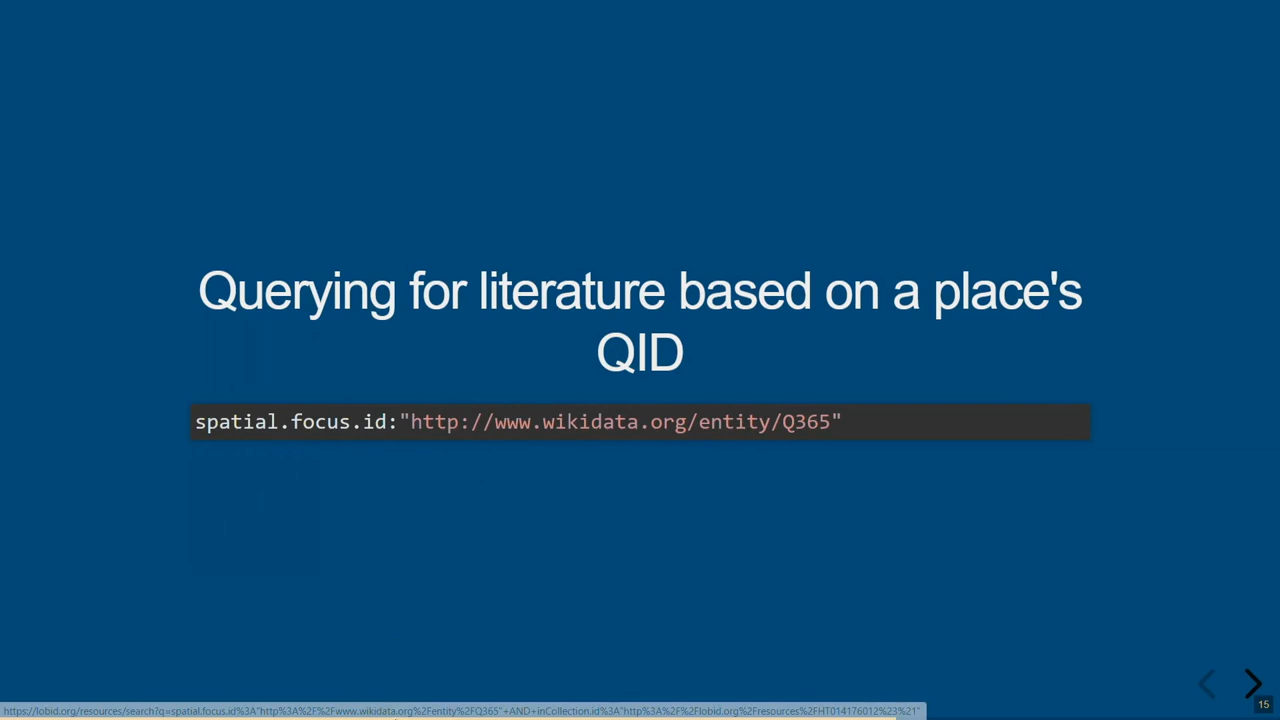 Querying for literature based on a place's
QID
spatial.focus.id:"http://www.wikidata.org/entity/Q365"
15
https://lobid.org/resources/search?q=spatial.focus.id%3A"http%3A%2F%2Fwww.wikidata.org%2Fentity%2FQ365"+AND+inCollection.id%3A"http%3A%2F%2Flobid.org%2Fresources%2FHT014176012%23%21"